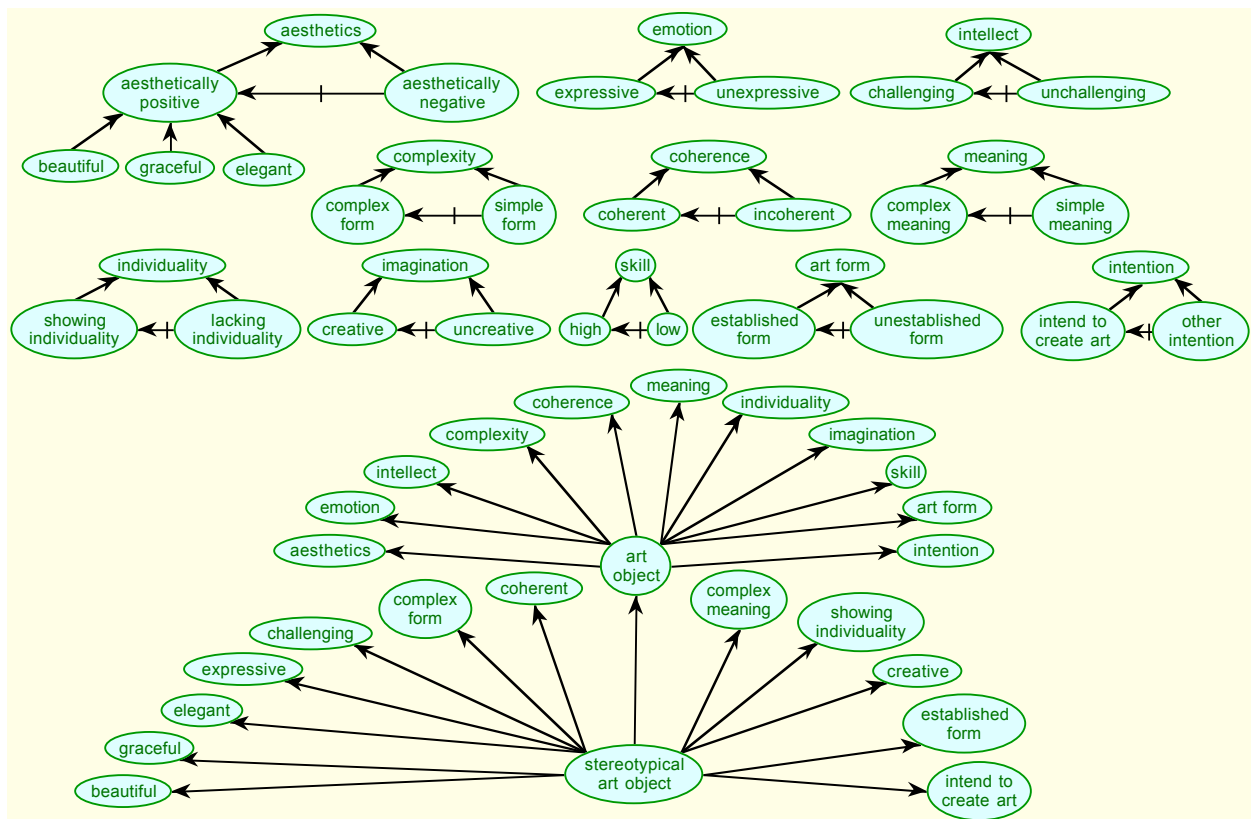 aesthetics
emotion
intellect
aesthetically
positive
aesthetically
negative
expressive
unexpressive
challenging
unchallenging
beautiful
graceful
elegant
complexity
coherence
meaning
complex
form
simple
form
coherent
incoherent
complex
meaning
simple
meaning
individuality
imagination
skill
art form
intention
showing
individuality
lacking
individuality
creative
uncreative
high
low
established
form
unestablished
form
intend to
create art
other
intention
meaning
coherence
individuality
complexity
imagination
intellect
skill
emotion
art form
aesthetics
art
object
intention
coherent
complex
form
complex
meaning
showing
individuality
challenging
expressive
creative
elegant
established
form
graceful
stereotypical
art object
beautiful
intend to
create art